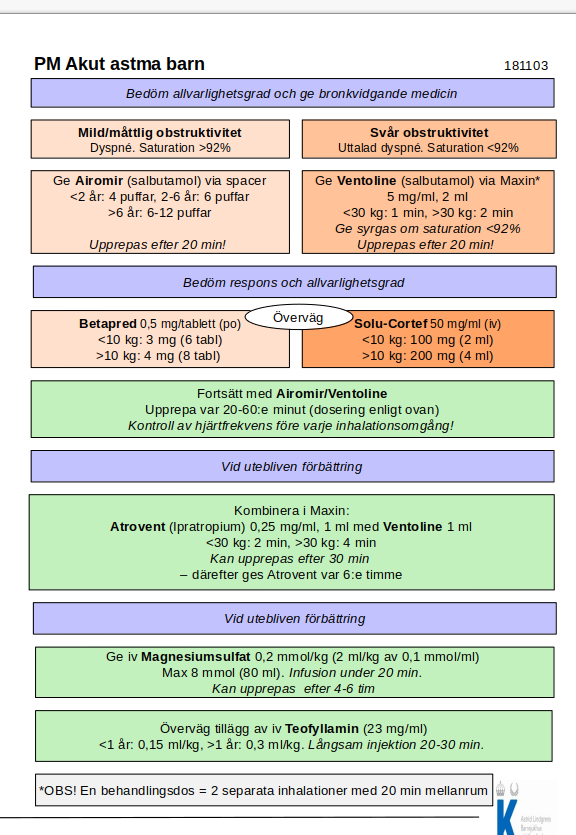 PM Akut astma barn
181103
Bedöm allvarlighetsgrad och ge bronkvidgande medicin
Mild/måttlig obstruktivitet
Dyspné. Saturation >92%
Svår obstruktivitet
Uttalad dyspné. Saturation <92%
Ge Airomir (salbutamol) via spacer
<2 år: 4 puffar, 2-6 år: 6 puffar
>6 år: 6-12 puffar
Upprepas efter 20 min!
Ge Ventoline (salbutamol) via Maxin*
5 mg/ml, 2 ml
<30 kg: 1 min, >30 kg: 2 min
Ge syrgas om saturation <92%
Upprepas efter 20 min!
Bedöm respons och allvarlighetsgrad
Överväg
Betapred 0,5 mg/tablett (po)
<10 kg: 3 mg (6 tabl)
>10 kg: 4 mg (8 tabl)
Solu-Cortef 50 mg/ml (iv)
<10 kg: 100 mg (2 ml)
>10 kg: 200 mg (4 ml)
Fortsätt med Airomir/Ventoline
Upprepa var 20-60:e minut (dosering enligt ovan)
Kontroll av hjärtfrekvens före varje inhalationsomgång!
Vid utebliven förbättring
Kombinera i Maxin:
Atrovent (Ipratropium) 0,25 mg/ml, 1 ml med Ventoline 1 ml
<30 kg: 2 min, >30 kg: 4 min
Kan upprepas efter 30 min
– därefter ges Atrovent var 6:e timme
Vid utebliven förbättring
Ge iv Magnesiumsulfat 0,2 mmol/kg (2 ml/kg av 0,1 mmol/ml)
Max 8 mmol (80 ml). Infusion under 20 min.
Kan upprepas efter 4-6 tim
Överväg tillägg av iv Teofyllamin (23 mg/ml)
<1 år: 0,15 ml/kg, >1 år: 0,3 ml/kg. Långsam injektion 20-30 min.
*OBS! En behandlingsdos = 2 separata inhalationer med 20 min mellanrum
K
Astrid Lindgrens
Barnsjukhus